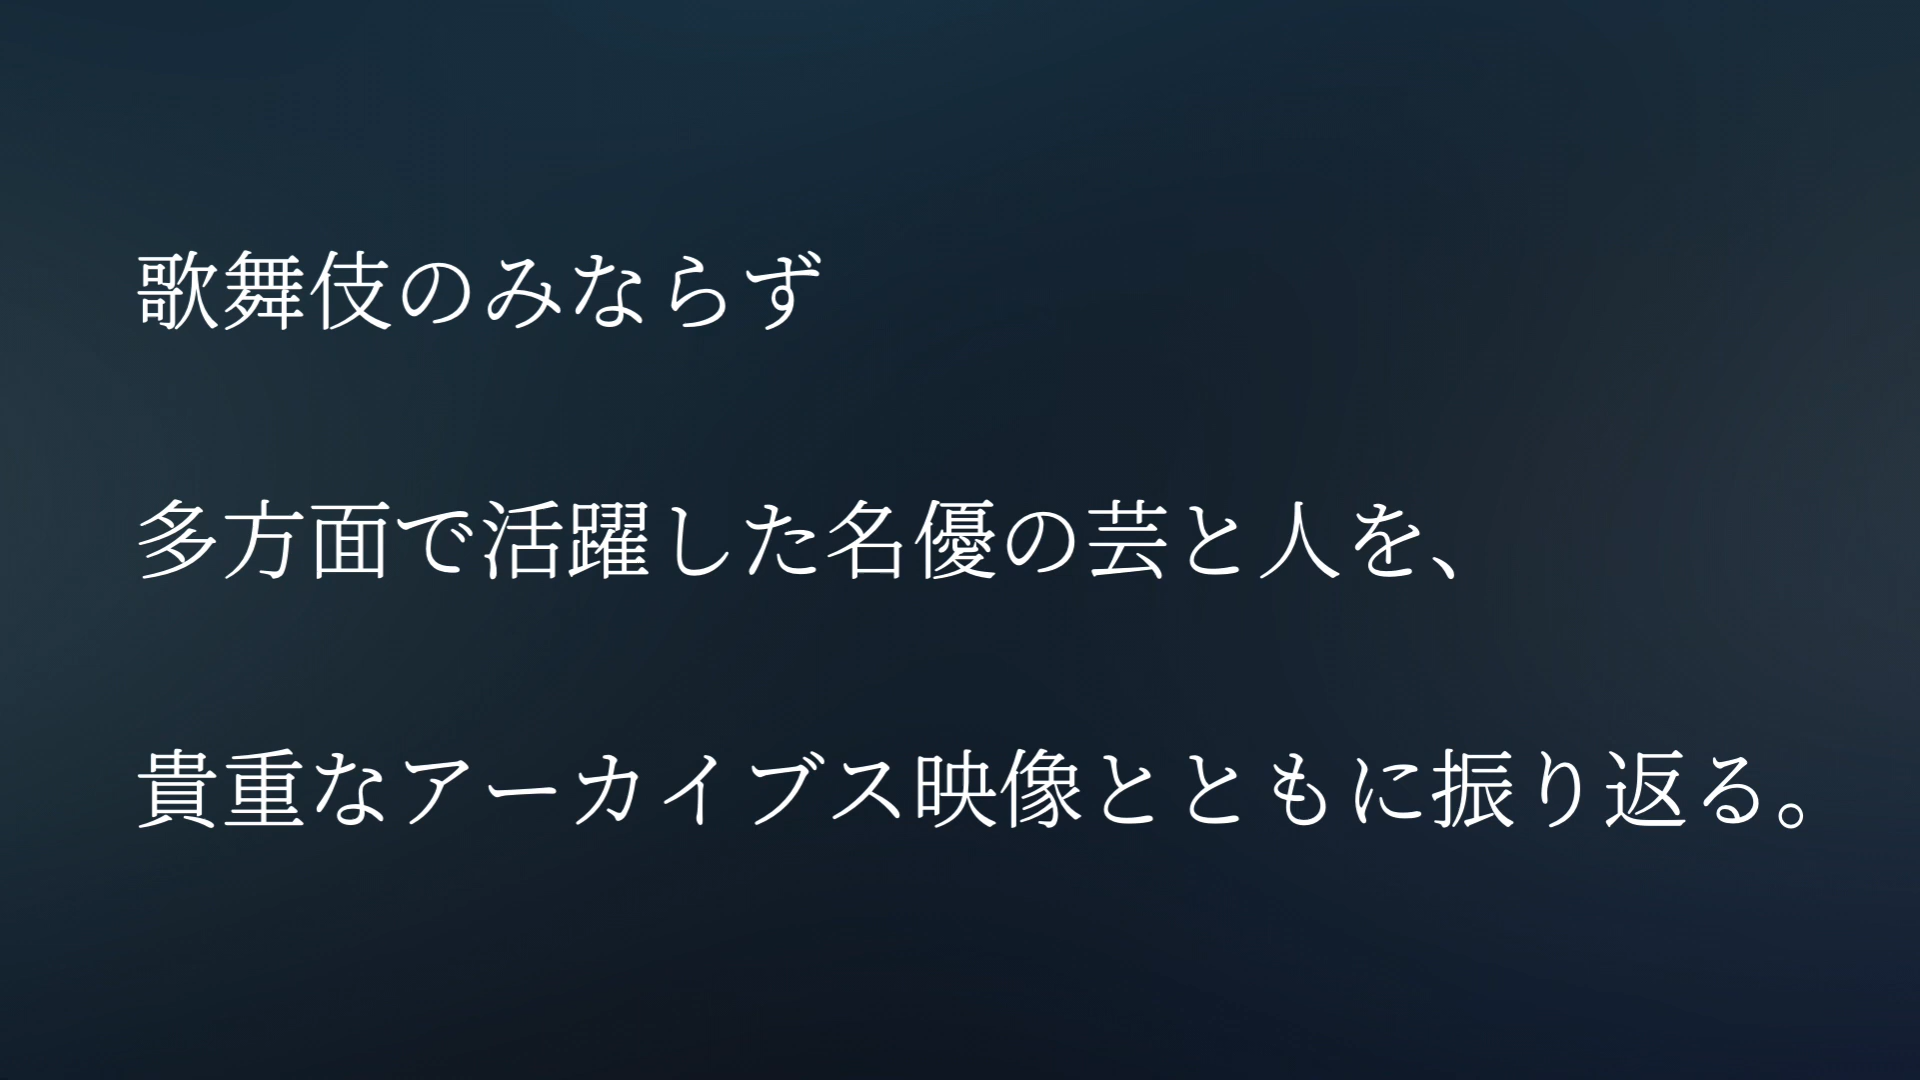 歌舞伎のみならず
多方面で活躍した名優の芸と人を、
貴重なアーカイブス映像とともに振り返る。